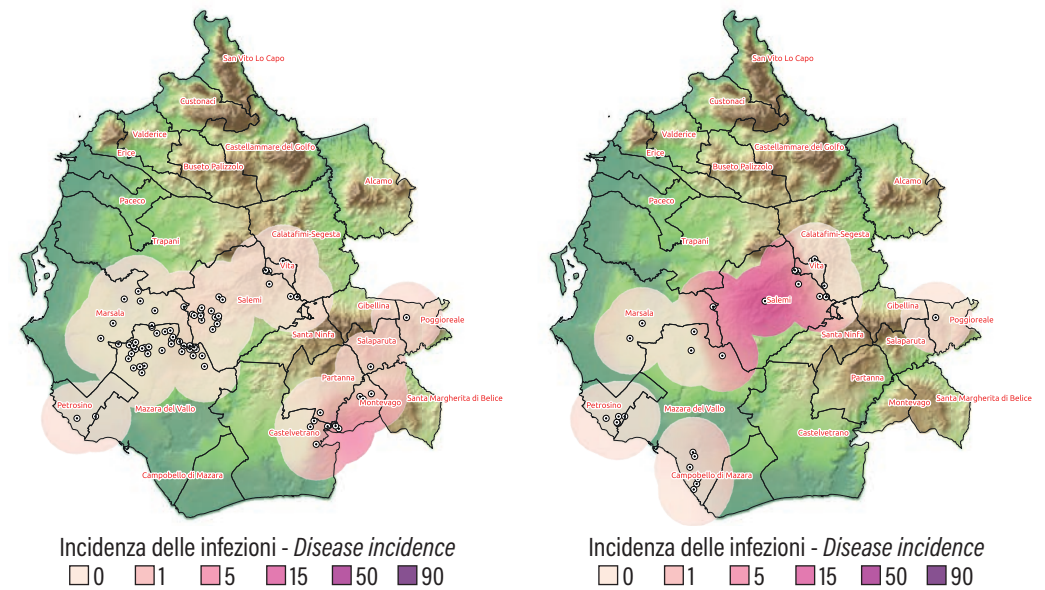 San Vito Lo Capo
Custonaci
Valderice
Erice
Castellammare del Golfo
Buseto Palizzolo
Alcamo
Paceco
Trapani
Calatafimi-Segesta
Vita
Salemi
Marsala
Gibellina
Poggioreale
Santa Ninfa
Salaparuta
Partanna
Montevago
Santa Margherita di Belice
Petrosino
Mazara del Vallo
Castelvetrano
Campobello di Mazara
Incidenza delle infezioni - Disease incidence
0 1 5 15 50 90
San Vito Lo Capo
Custonaci
Valderice
Erice
Castellammare del Golfo
Buseto Palizzolo
Alcamo
Paceco
Trapani
Calatafimi-Segesta
Vita
Salemi
Marsala
Gibellina
Poggioreale
Santa Ninfa
Salaparuta
Partanna
Montevago
Santa Margherita di Belice
Petrosino
Mazara del Vallo
Castelvetrano
Campobello di Mazara
Incidenza delle infezioni - Disease incidence
0 1 5 15 50 90